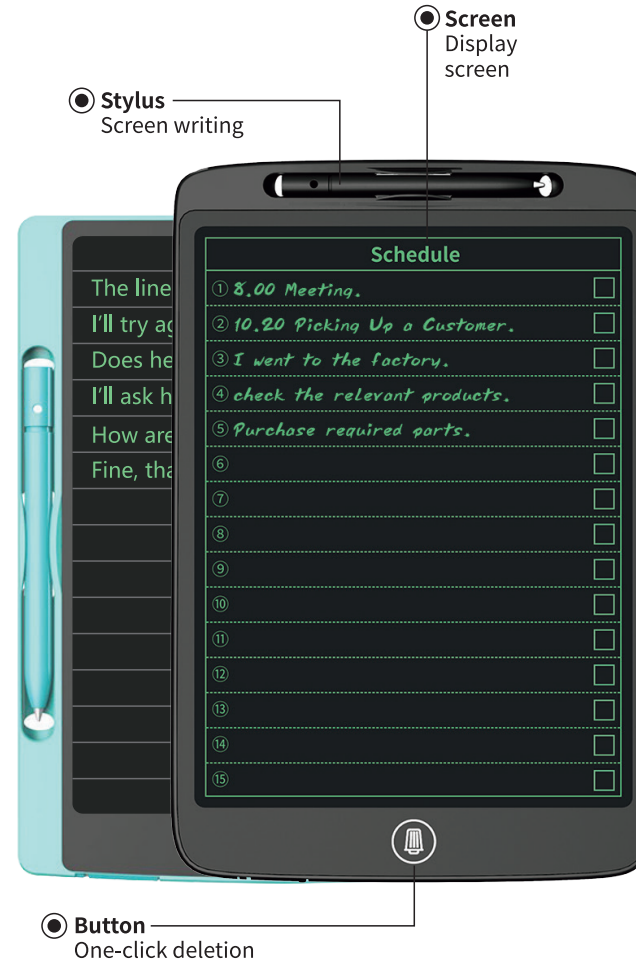 Screen
Display
screen
Stylus
Screen writing
The line
I'll try
Does he
I'll ask h
How are
Fine, tha
Schedule
① 8.00 Meeting.
② 10.20 Picking Up a Customer.
③ I went to the factory.
④ check the relevant products.
⑤ Purchase required parts.
⑥
⑦
⑧
⑨
⑩
⑪
⑫
⑬
⑭
⑮
Button
One-click deletion